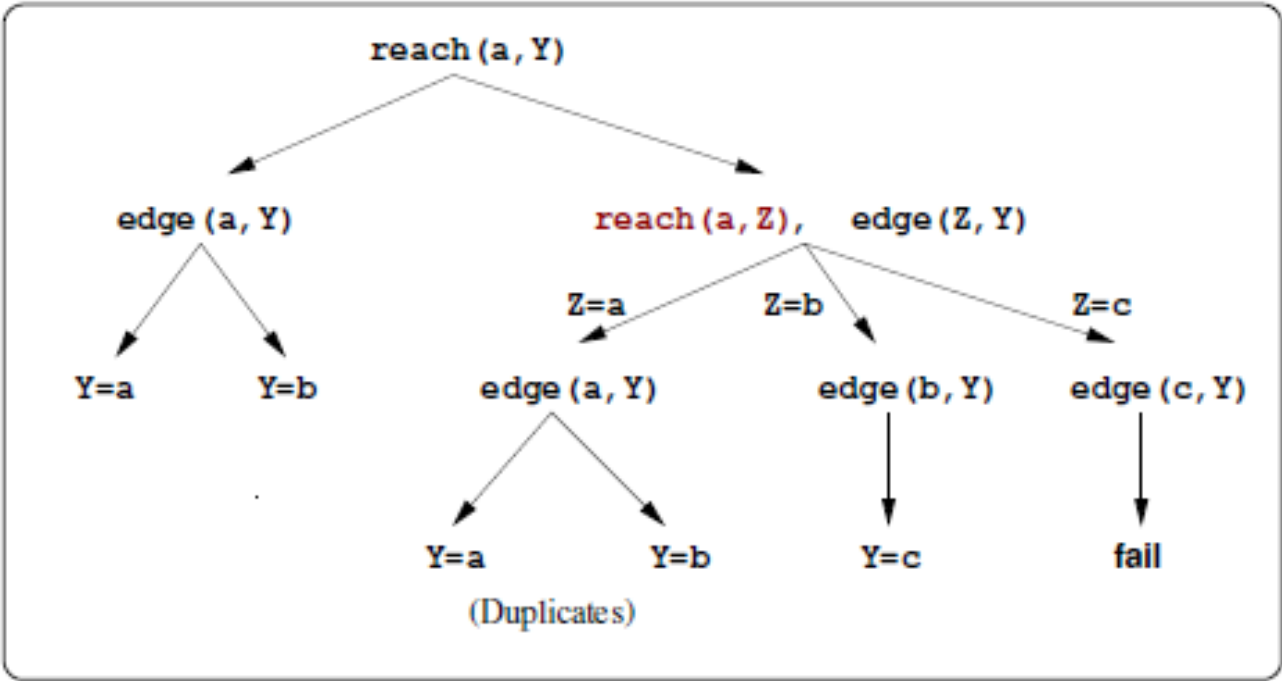 reach(a,Y)
edge(a,Y) reach(a,Z), edge(Z,Y)
Z=a Z=b Z=c
Y=a Y=b edge(a,Y) edge(b,Y) edge(c,Y)
Y=a Y=b Y=c fail
(Duplicates)